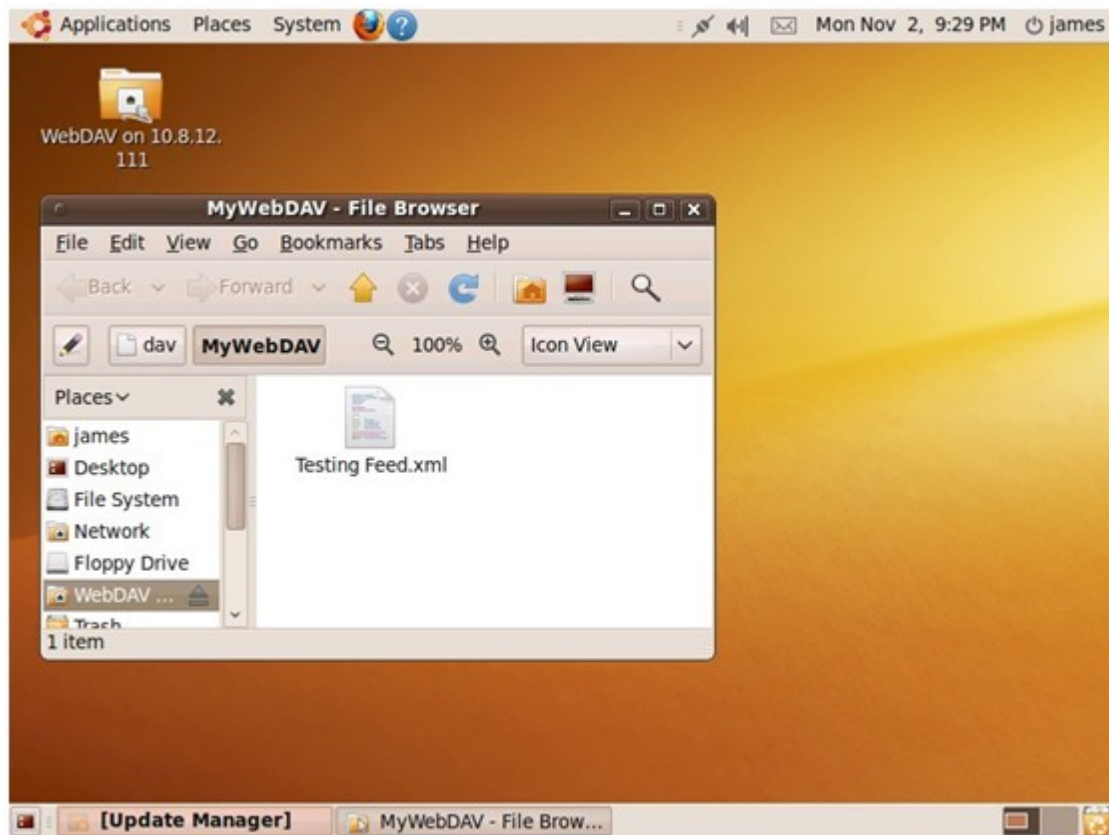 Applications Places System
Mon Nov 2, 9:29 PM james
WebDAV on 10.8.12.
111
MyWebDAV - File Browser
File Edit View Go Bookmarks Tabs Help
Back Forward
dav MyWebDAV 100% Icon View
Places
james
Desktop
File System
Network
Floppy Drive
WebDAV ...
Trash
Testing Feed.xml
1 item
[Update Manager] MyWebDAV - File Brow...